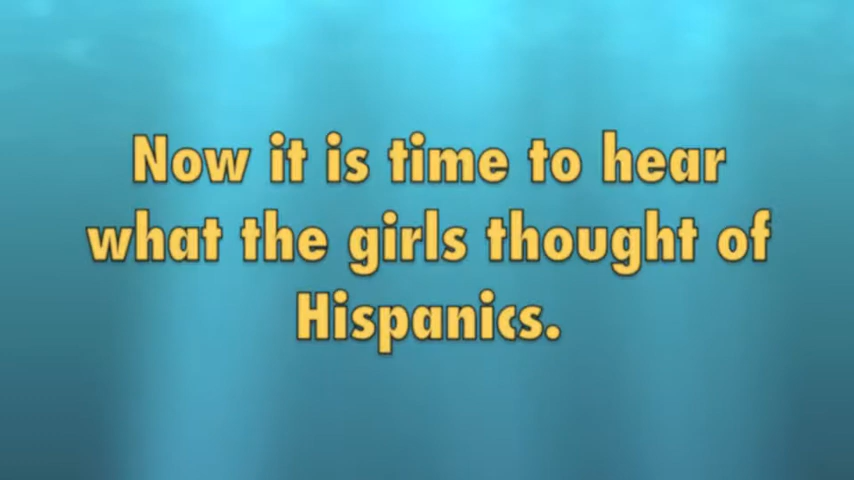 Now it is time to hear
what the girls thought of
Hispanics.